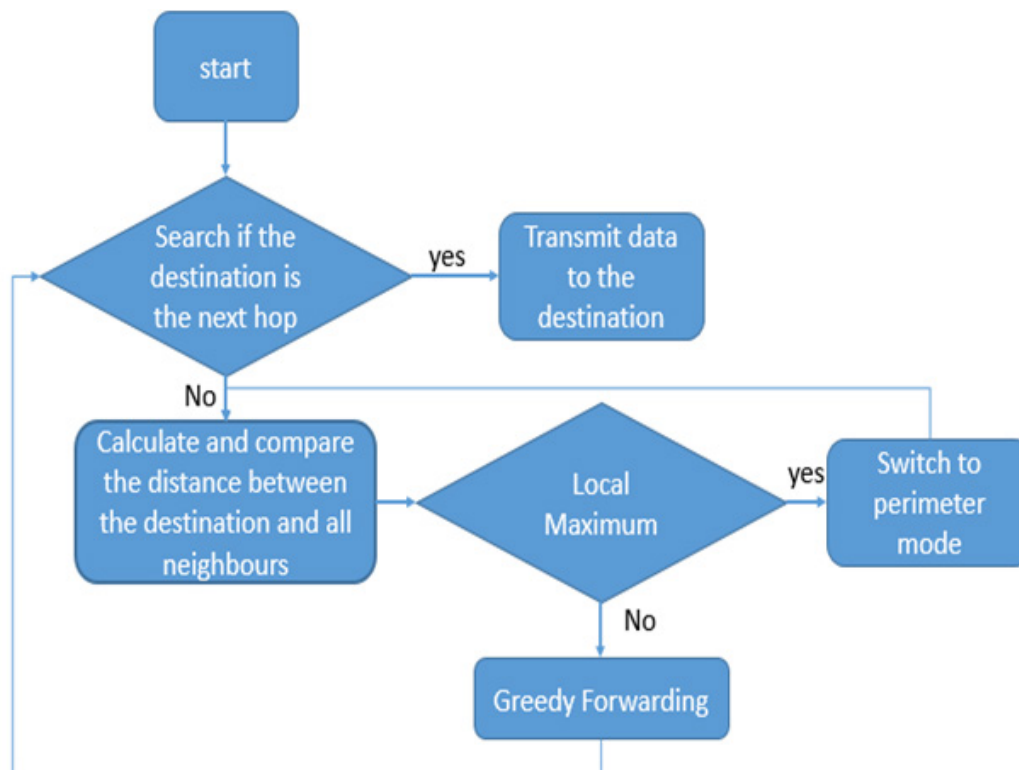 start
Search if the
destination is
the next hop
yes
Transmit data
to the
destination
No
Calculate and compare
the distance between
the destination and all
neighbours
Local
Maximum
yes
Switch to
perimeter
mode
No
Greedy Forwarding